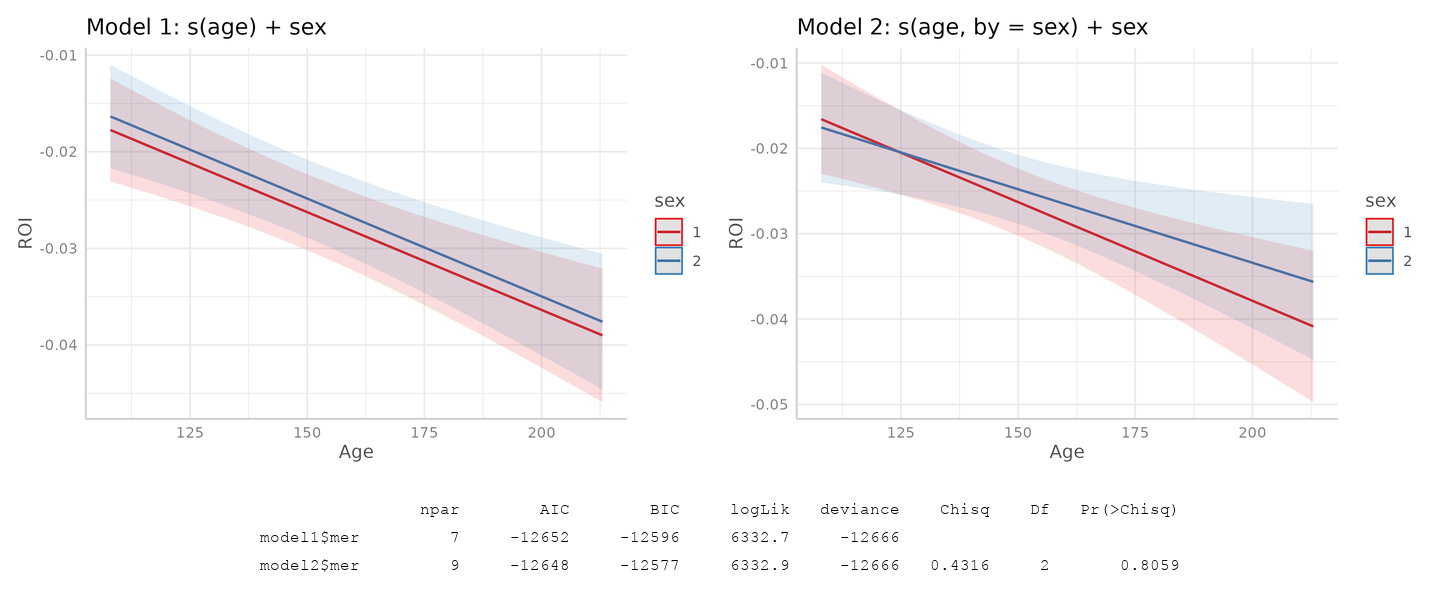 Model 1: s(age) + sex
-0.01
-0.02
-0.03
-0.04
ROI
125 150 175 200
Age
sex
1
2
Model 2: s(age, by = sex) + sex
-0.01
-0.02
-0.03
-0.04
-0.05
ROI
125 150 175 200
Age
sex
1
2
npar AIC BIC logLik deviance Chisq Df Pr(>Chisq)
model1$mer 7 -12652 -12596 6332.7 -12666
model2$mer 9 -12648 -12577 6332.9 -12666 0.4316 2 0.8059